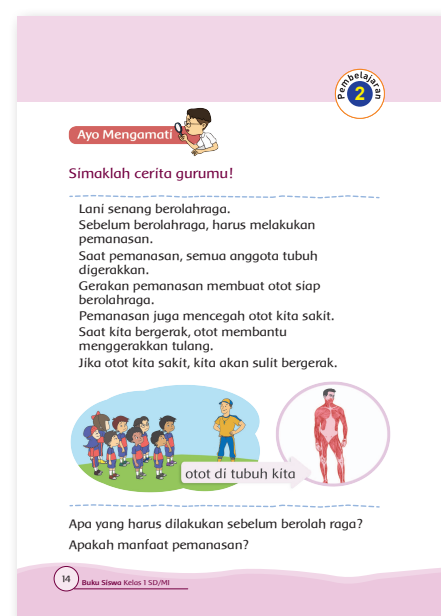 Pembelajaran
2
Ayo Mengamati
Simaklah cerita gurumu!
Lani senang berolahraga.
Sebelum berolahraga, harus melakukan
pemanasan.
Saat pemanasan, semua anggota tubuh
digerakkan.
Gerakan pemanasan membuat otot siap
berolahraga.
Pemanasan juga mencegah otot kita sakit.
Saat kita bergerak, otot membantu
menggerakkan tulang.
Jika otot kita sakit, kita akan sulit bergerak.
otot di tubuh kita
Apa yang harus dilakukan sebelum berolah raga?
Apakah manfaat pemanasan?
14
Buku Siswa Kelas 1 SD/MI